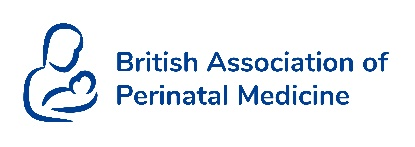 British Association of
Perinatal Medicine